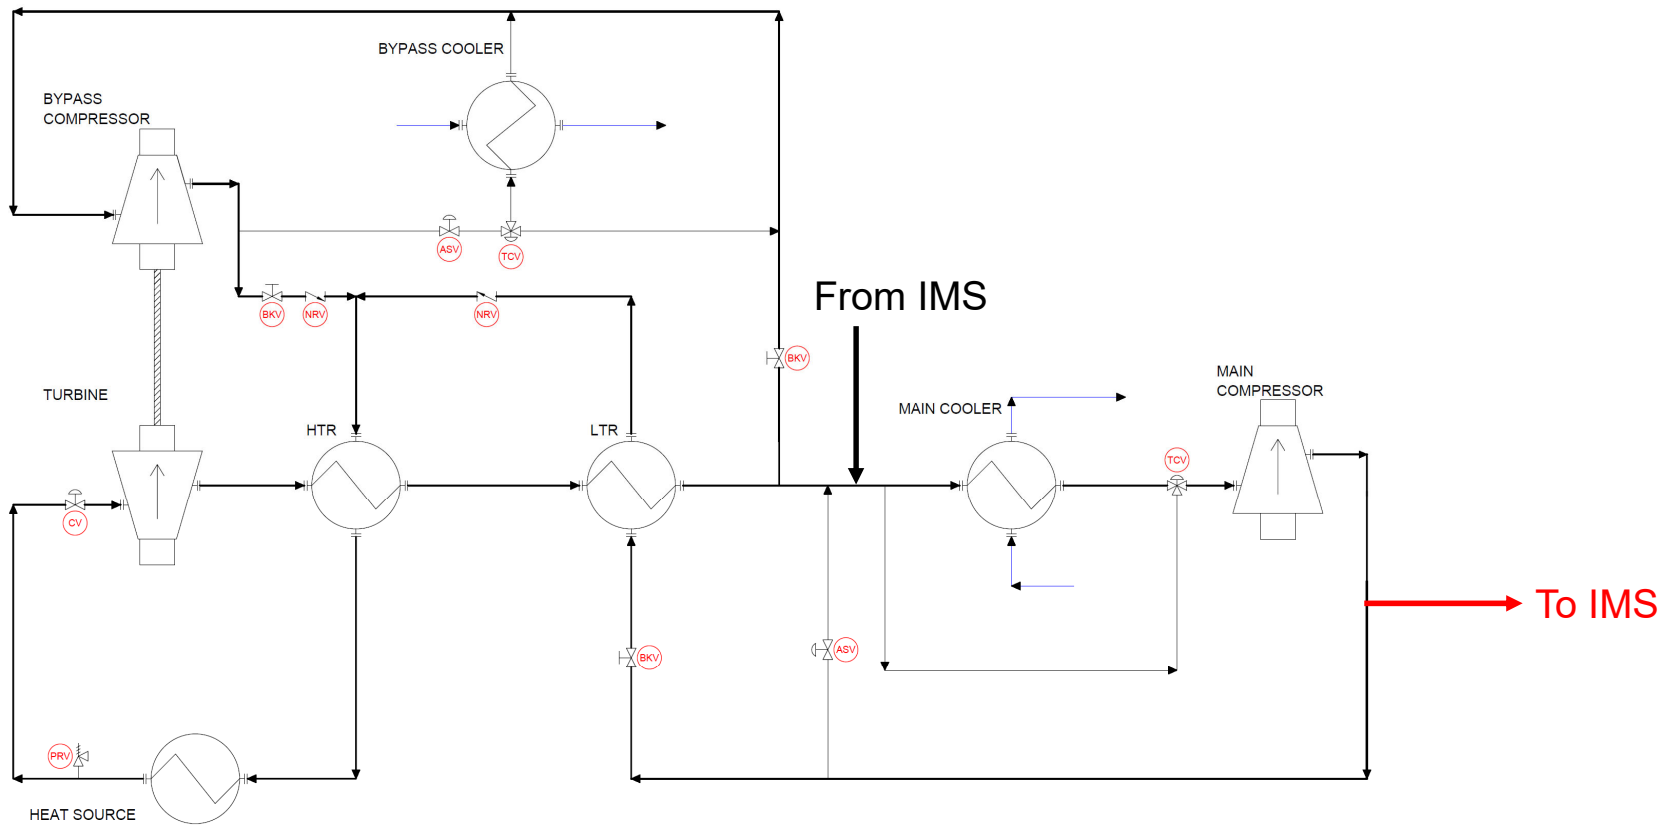 BYPASS COOLER
BYPASS
COMPRESSOR
ASV
TCV
From IMS
BKV
NRV
NRV
BKV
MAIN
COMPRESSOR
TURBINE
MAIN COOLER
HTR
LTR
TCV
CV
To IMS
BKV
ASV
PRV
HEAT SOURCE